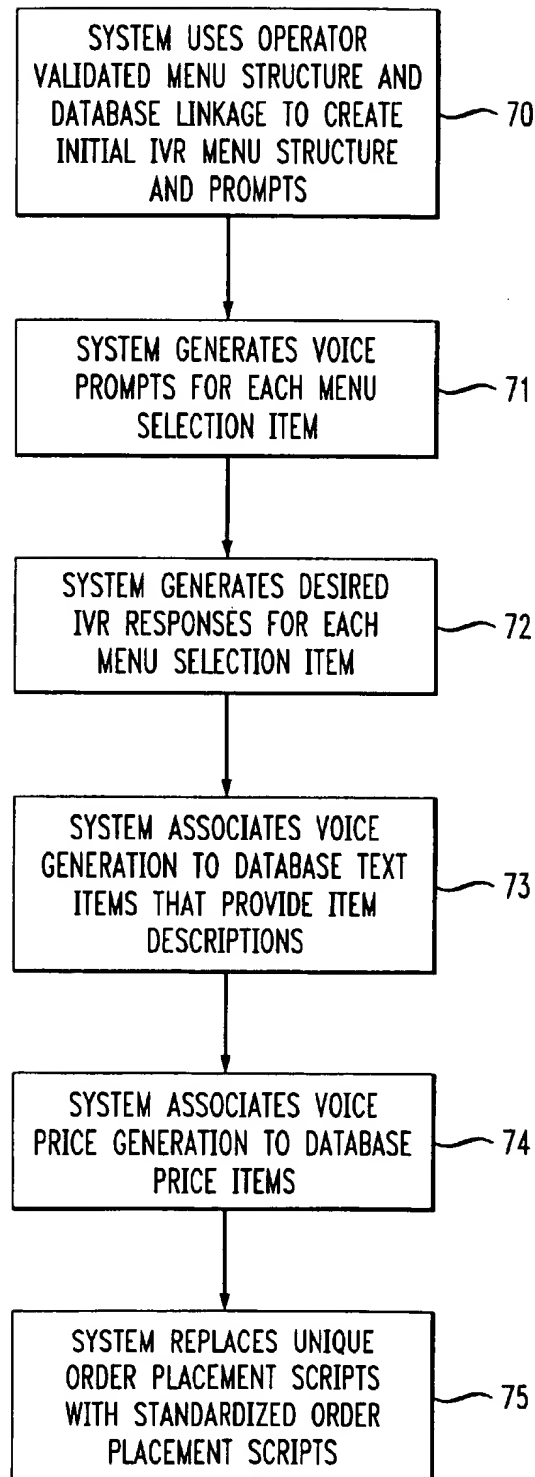 SYSTEM USES OPERATOR
VALIDATED MENU STRUCTURE AND
DATABASE LINKAGE TO CREATE
INITIAL IVR MENU STRUCTURE
AND PROMPTS
70
SYSTEM GENERATES VOICE
PROMPTS FOR EACH MENU
SELECTION ITEM
71
SYSTEM GENERATES DESIRED
IVR RESPONSES FOR EACH
MENU SELECTION ITEM
72
SYSTEM ASSOCIATES VOICE
GENERATION TO DATABASE TEXT
ITEMS THAT PROVIDE ITEM
DESCRIPTIONS
73
SYSTEM ASSOCIATES VOICE
PRICE GENERATION TO DATABASE
PRICE ITEMS
74
SYSTEM REPLACES UNIQUE
ORDER PLACEMENT SCRIPTS
WITH STANDARDIZED ORDER
PLACEMENT SCRIPTS
75